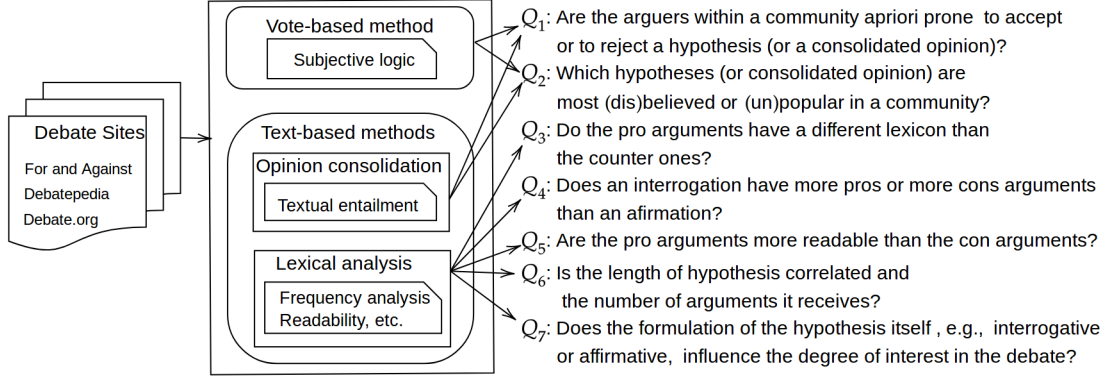 Debate Sites
For and Against
Debatepedia
Debate.org
Vote-based method
Subjective logic
Text-based methods
Opinion consolidation
Textual entailment
Lexical analysis
Frequency analysis
Readability, etc.
Q1: Are the arguers within a community apriori prone to accept
or to reject a hypothesis (or a consolidated opinion)?
Q2: Which hypotheses (or consolidated opinion) are
most (dis)believed or (un)popular in a community?
Q3: Do the pro arguments have a different lexicon than
the counter ones?
Q4: Does an interrogation have more pros or more cons arguments
than an afirmation?
Q5: Are the pro arguments more readable than the con arguments?
Q6: Is the length of hypothesis correlated and
the number of arguments it receives?
Q7: Does the formulation of the hypothesis itself , e.g., interrogative
or affirmative, influence the degree of interest in the debate?